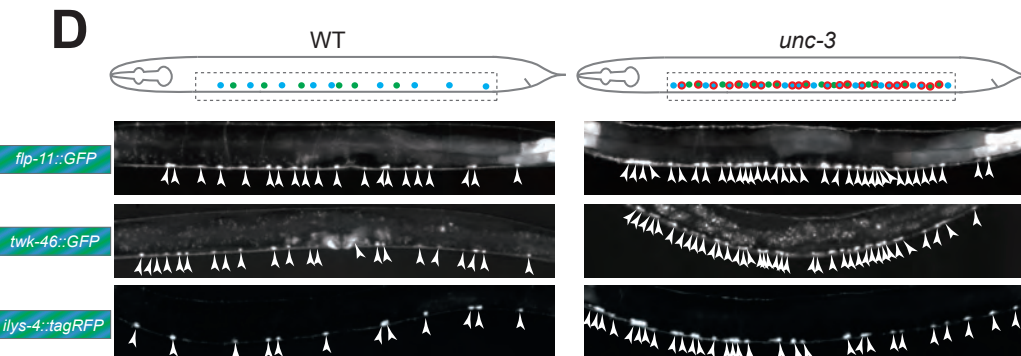 D
WT
unc-3
flp-11::GFP
twk-46::GFP
ilys-4::tagRFP